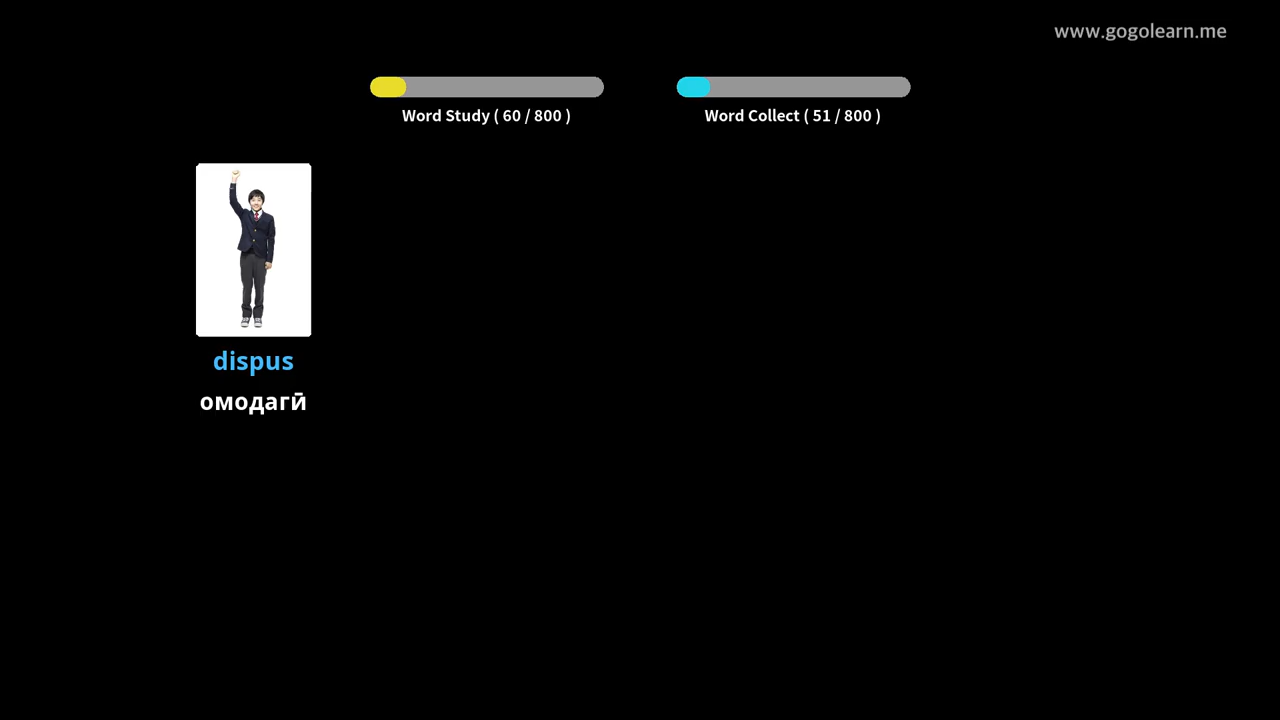 www.gogolearn.me
Word Study ( 60 / 800 )
Word Collect ( 51 / 800 )
dispus
омодагӣ